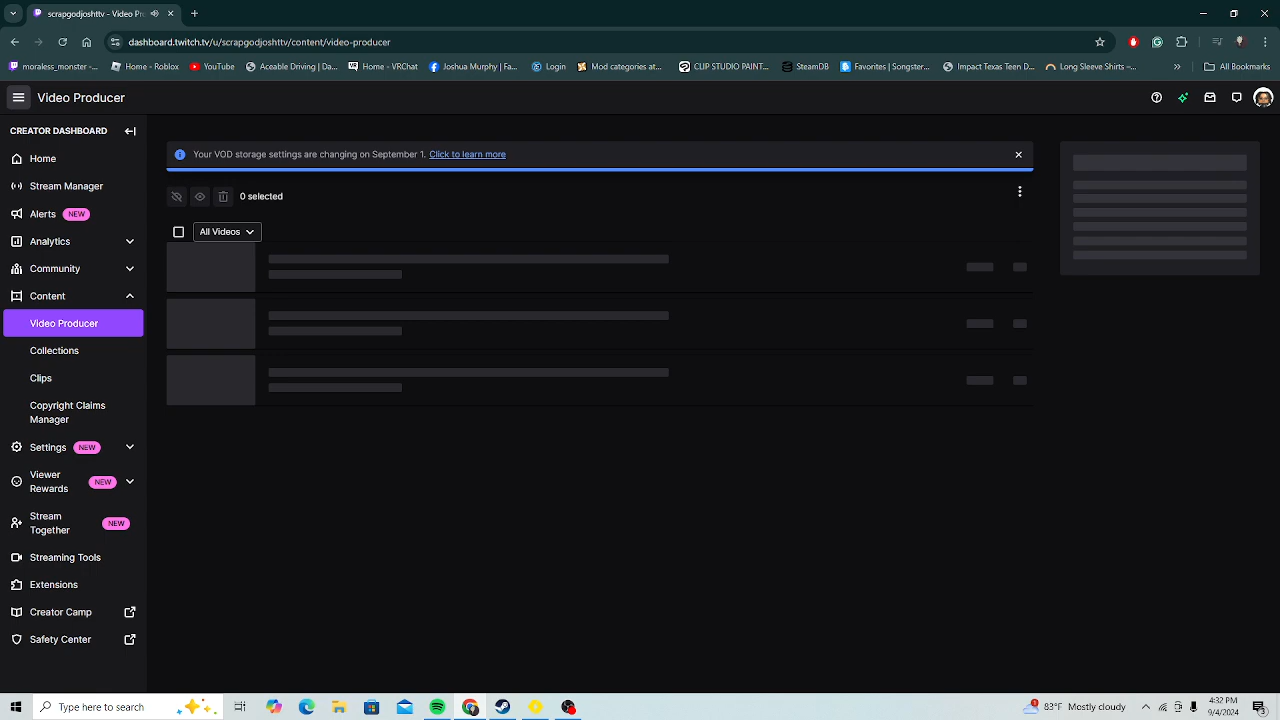 scrapgodjoshttv - Video Pro
dashboard.twitch.tv/u/scrapgodjoshttv/content/video-producer
morales_monster -... Home - Roblox YouTube Aceable Driving | Da... Home - VRChat Joshua Murphy | Fa... Login Mod categories at... CLIP STUDIO PAINT... SteamDB Favorites | Songster... Impact Texas Teen D... Long Sleeve Shirts -... » All Bookmarks
Video Producer
CREATOR DASHBOARD
Your VOD storage settings are changing on September 1. Click to learn more
Home
Stream Manager
0 selected
Alerts NEW
All Videos
Analytics
Community
Content
Video Producer
Collections
Clips
Copyright Claims
Manager
Settings NEW
Viewer
Rewards NEW
Stream
Together NEW
Streaming Tools
Extensions
Creator Camp
Safety Center
Type here to search
83°F Mostly cloudy
4:32 PM
9/4/2024